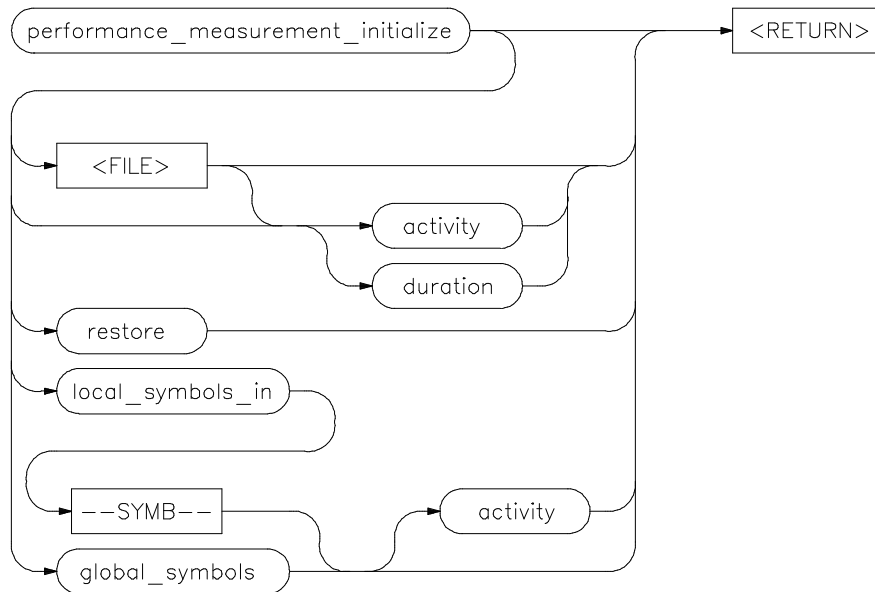 performance_measurement_initialize
<RETURN>
<FILE>
activity
duration
restore
local_symbols_in
--SYMB--
activity
global_symbols